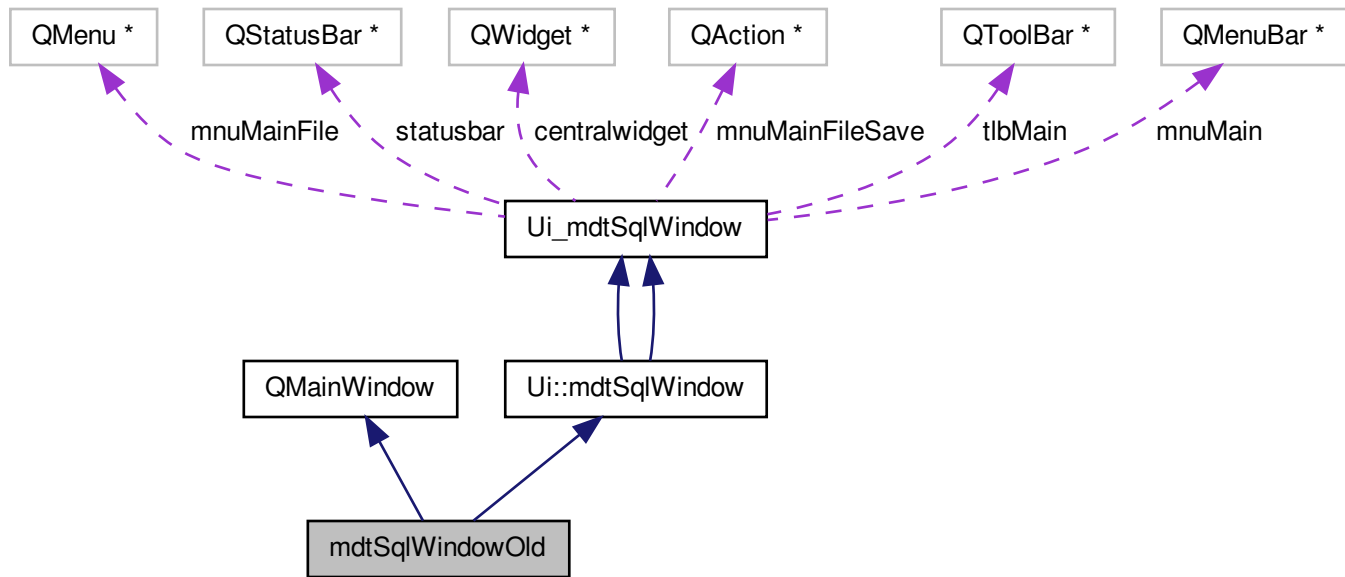 QMenu *
QStatusBar *
QWidget *
QAction *
QToolBar *
QMenuBar *
mnuMainFile
statusbar
centralwidget
mnuMainFileSave
tlbMain
mnuMain
Ui_mdtSqlWindow
QMainWindow
Ui::mdtSqlWindow
mdtSqlWindowOld